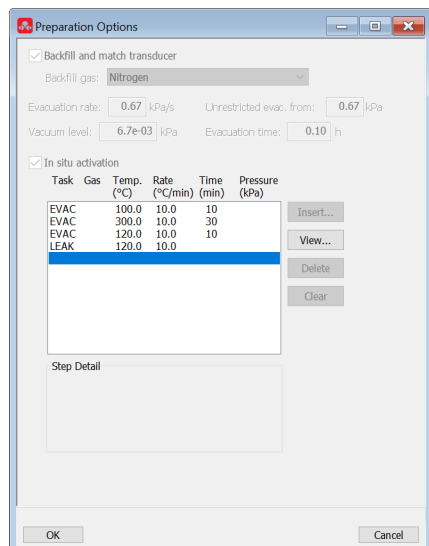 Preparation Options
Backfill and match transducer
Backfill gas: Nitrogen
Evacuation rate: 0.67 kPa/s Unrestricted evac. from: 0.67 kPa
Vacuum level: 6.7e-03 kPa Evacuation time: 0.10 h
In situ activation
Task Gas Temp. Rate Time Pressure
(°C) (°C/min) (min) (kPa)
EVAC 100.0 10.0 10
EVAC 300.0 10.0 30
EVAC 120.0 10.0 10
LEAK 120.0 10.0
Insert...
View...
Delete
Clear
Step Detail
OK Cancel